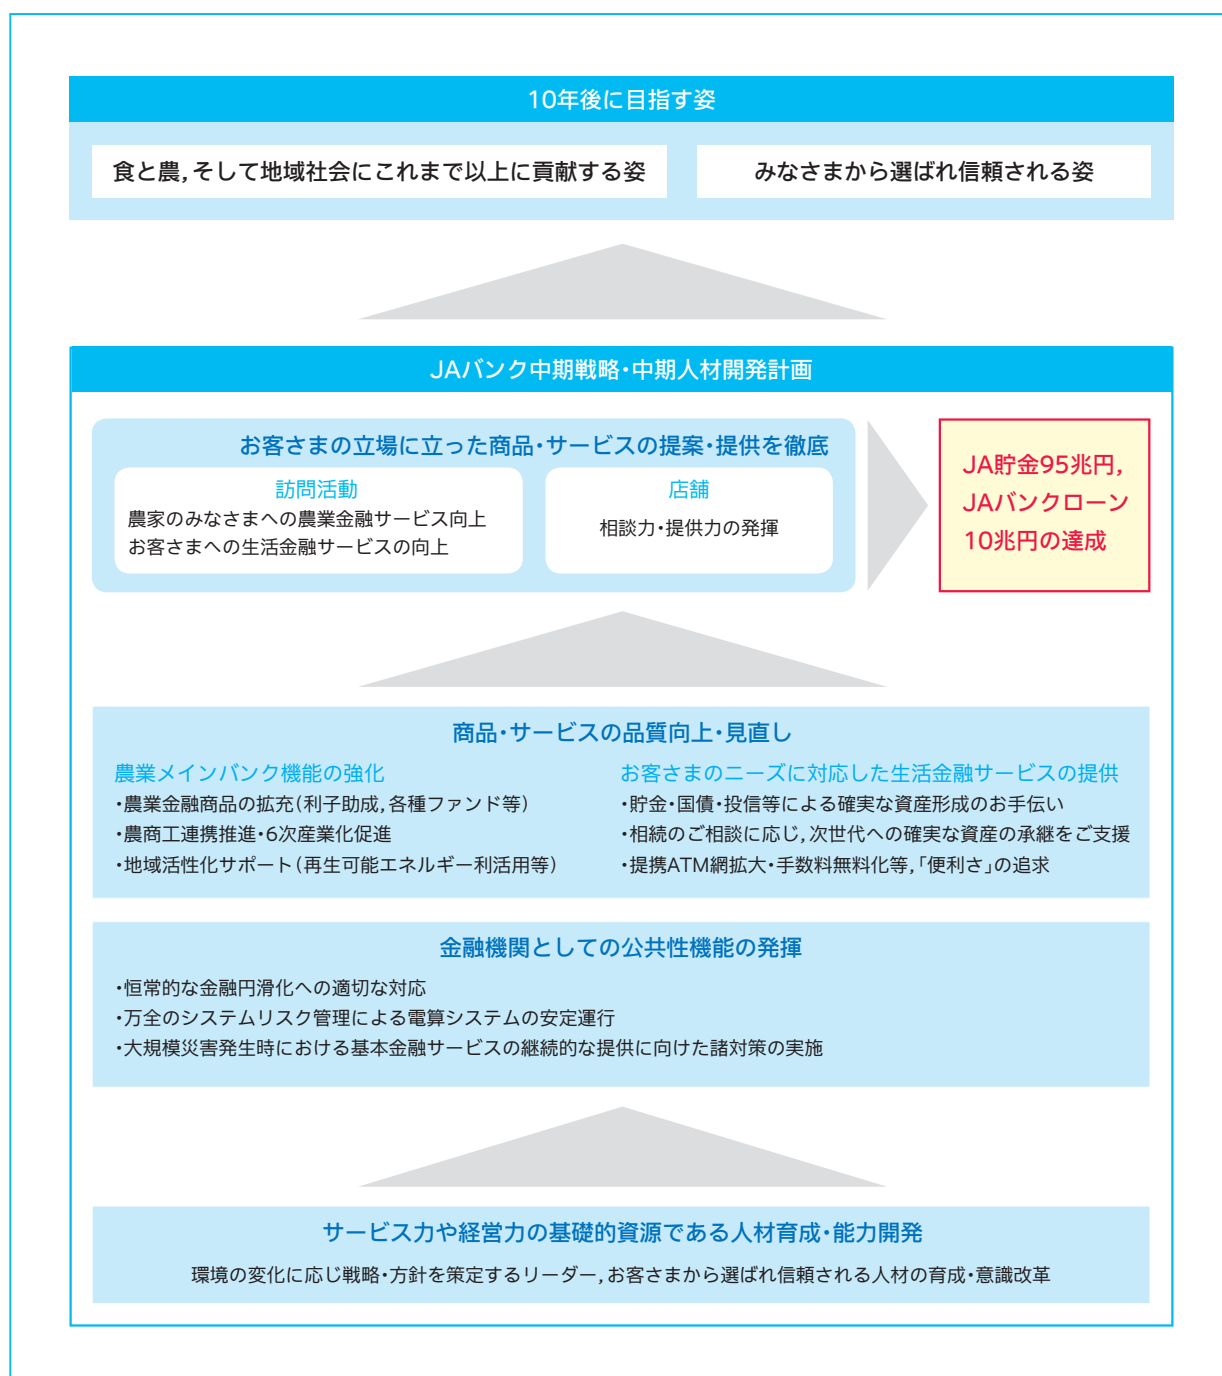 10年後に目指す姿
食と農,そして地域社会にこれまで以上に貢献する姿
みなさまから選ばれ信頼される姿
JAバンク中期戦略・中期人材開発計画
お客さまの立場に立った商品・サービスの提案・提供を徹底
訪問活動
農家のみなさまへの農業金融サービス向上
お客さまへの生活金融サービスの向上
店舗
相談力・提供力の発揮
JA貯金95兆円,
JAバンクローン
10兆円の達成
商品・サービスの品質向上・見直し
農業メインバンク機能の強化
・農業金融商品の拡充(利子助成,各種ファンド等)
・農商工連携推進・6次産業化促進
・地域活性化サポート(再生可能エネルギー利活用等)
お客さまのニーズに対応した生活金融サービスの提供
・貯金・国債・投信等による確実な資産形成のお手伝い
・相続のご相談に応じ,次世代への確実な資産の承継をご支援
・提携ATM網拡大・手数料無料化等,「便利さ」の追求
金融機関としての公共性機能の発揮
・恒常的な金融円滑化への適切な対応
・万全のシステムリスク管理による電算システムの安定運行
・大規模災害発生時における基本金融サービスの継続的な提供に向けた諸対策の実施
サービス力や経営力の基礎的資源である人材育成・能力開発
環境の変化に応じ戦略・方針を策定するリーダー,お客さまから選ばれ信頼される人材の育成・意識改革